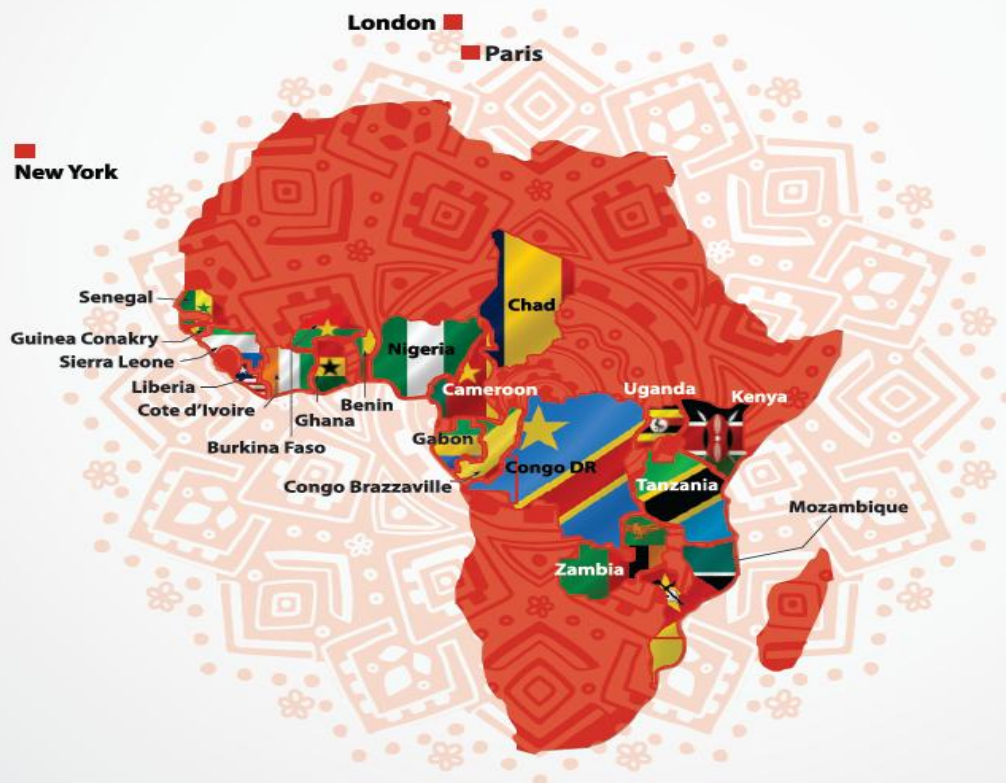 London
Paris
New York
Senegal
Guinea Conakry
Sierra Leone
Liberia
Cote d'Ivoire
Burkina Faso
Ghana
Benin
Nigeria
Chad
Cameroon
Gabon
Congo Brazzaville
Congo DR
Uganda
Kenya
Tanzania
Mozambique
Zambia